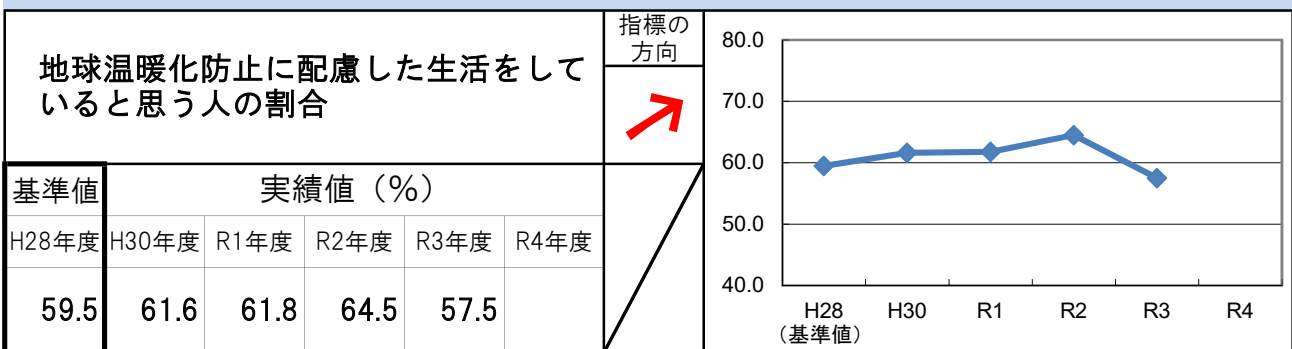 地球温暖化防止に配慮した生活をして
いると思う人の割合
指標の
方向
基準値
実績値（%）
H28年度 H30年度 R1年度 R2年度 R3年度 R4年度
59.5 61.6 61.8 64.5 57.5
80.0
70.0
60.0
50.0
40.0
H28 H30 R1 R2 R3 R4
（基準値）